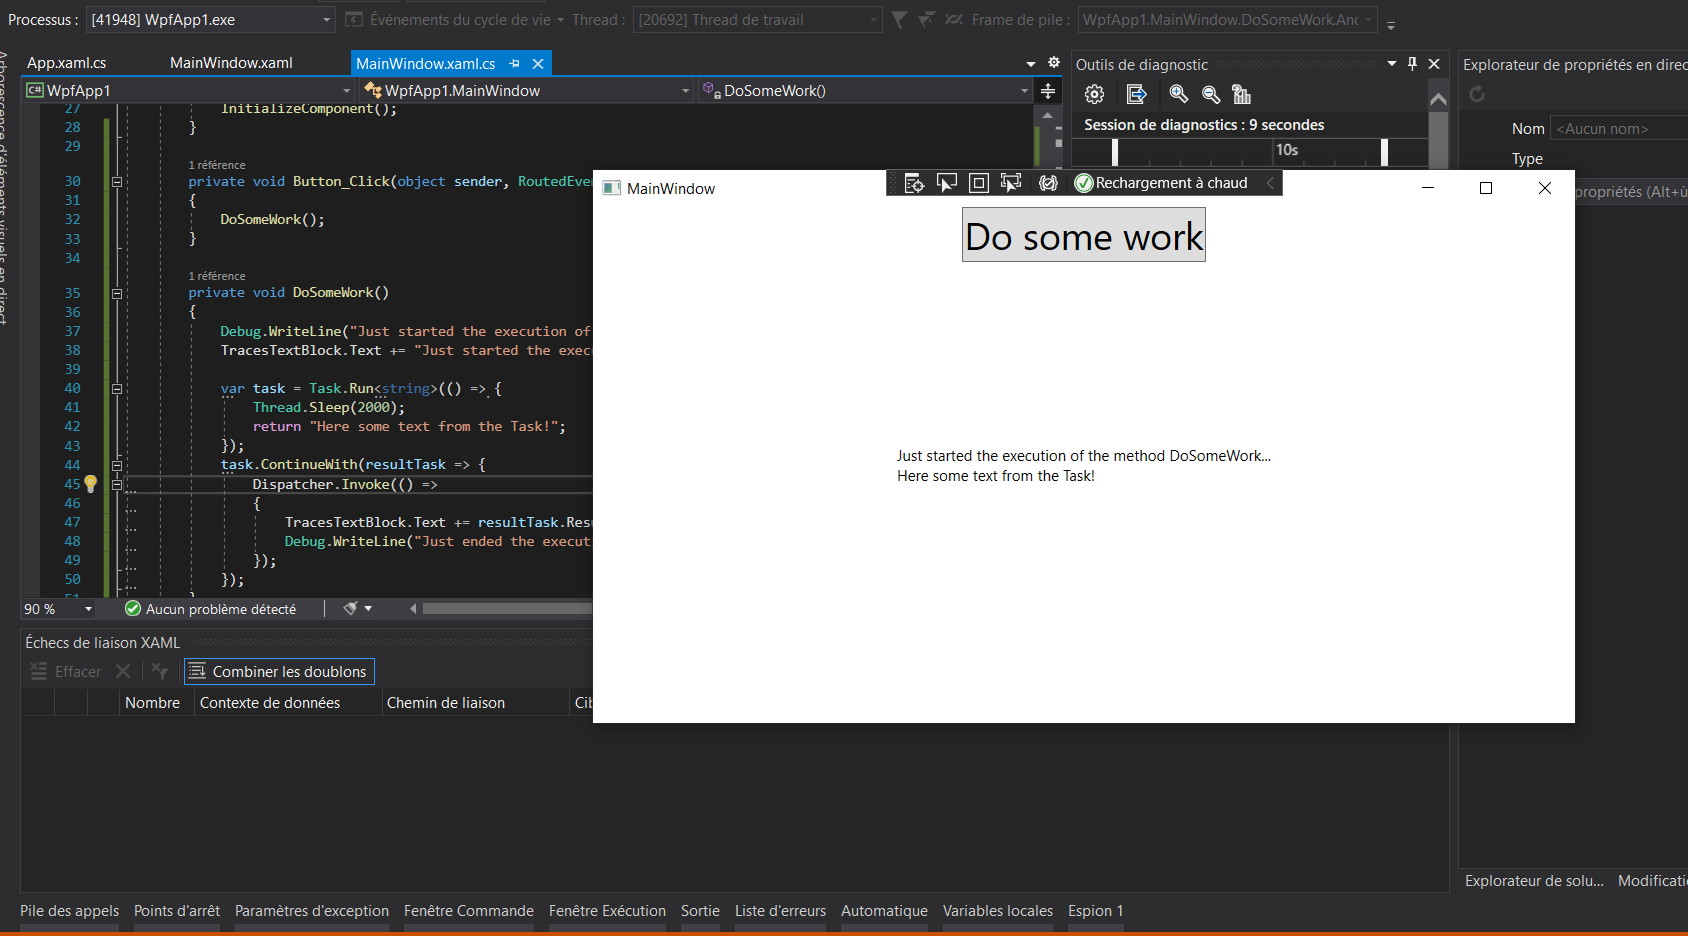 Processus : [41948] WpfApp1.exe Événements du cycle de vie Thread : [20692] Thread de travail Frame de pile : WpfApp1.MainWindow.DoSomeWork.Ano
Arborescence d'éléments visuels en direct
App.xaml.cs MainWindow.xaml MainWindow.xaml.cs
C# WpfApp1 WpfApp1.MainWindow DoSomeWork()
27 InitializeComponent();
28 }
29
1 référence
30 private void Button_Click(object sender, RoutedEve
31 {
32 DoSomeWork();
33 }
34
1 référence
35 private void DoSomeWork()
36 {
37 Debug.WriteLine("Just started the execution of
38 TracesTextBlock.Text += "Just started the exec
39
40 var task = Task.Run<string>(() => {
41 Thread.Sleep(2000);
42 return "Here some text from the Task!";
43 });
44 task.ContinueWith(resultTask => {
45 Dispatcher.Invoke(() =>
46 {
47 TracesTextBlock.Text += resultTask.Res
48 Debug.WriteLine("Just ended the executi
49 });
50 });
51 }
90 % Aucun problème détecté
Outils de diagnostic
Session de diagnostics : 9 secondes
10s
Explorateur de propriétés en direc
Nom <Aucun nom>
Type
propriétés (Alt+ù
MainWindow
Rechargement à chaud
Do some work
Just started the execution of the method DoSomeWork...
Here some text from the Task!
Échecs de liaison XAML
Effacer Combiner les doublons
Nombre Contexte de données Chemin de liaison Cib
Explorateur de solu... Modificati
Pile des appels Points d'arrêt Paramètres d'exception Fenêtre Commande Fenêtre Exécution Sortie Liste d'erreurs Automatique Variables locales Espion 1